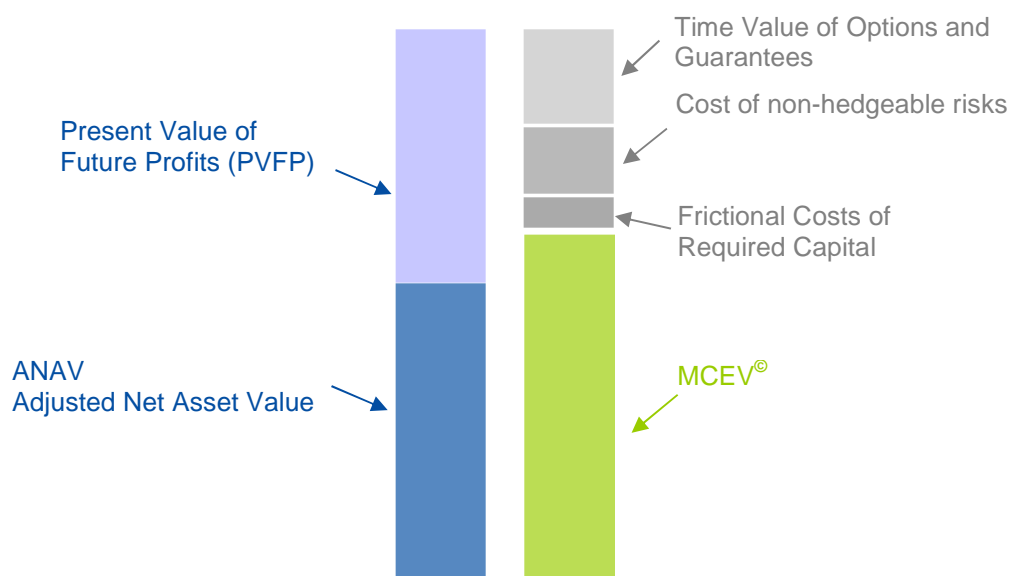 Time Value of Options and
Guarantees
Cost of non-hedgeable risks
Present Value of
Future Profits (PVFP)
Frictional Costs of
Required Capital
ANAV
Adjusted Net Asset Value
MCEV©